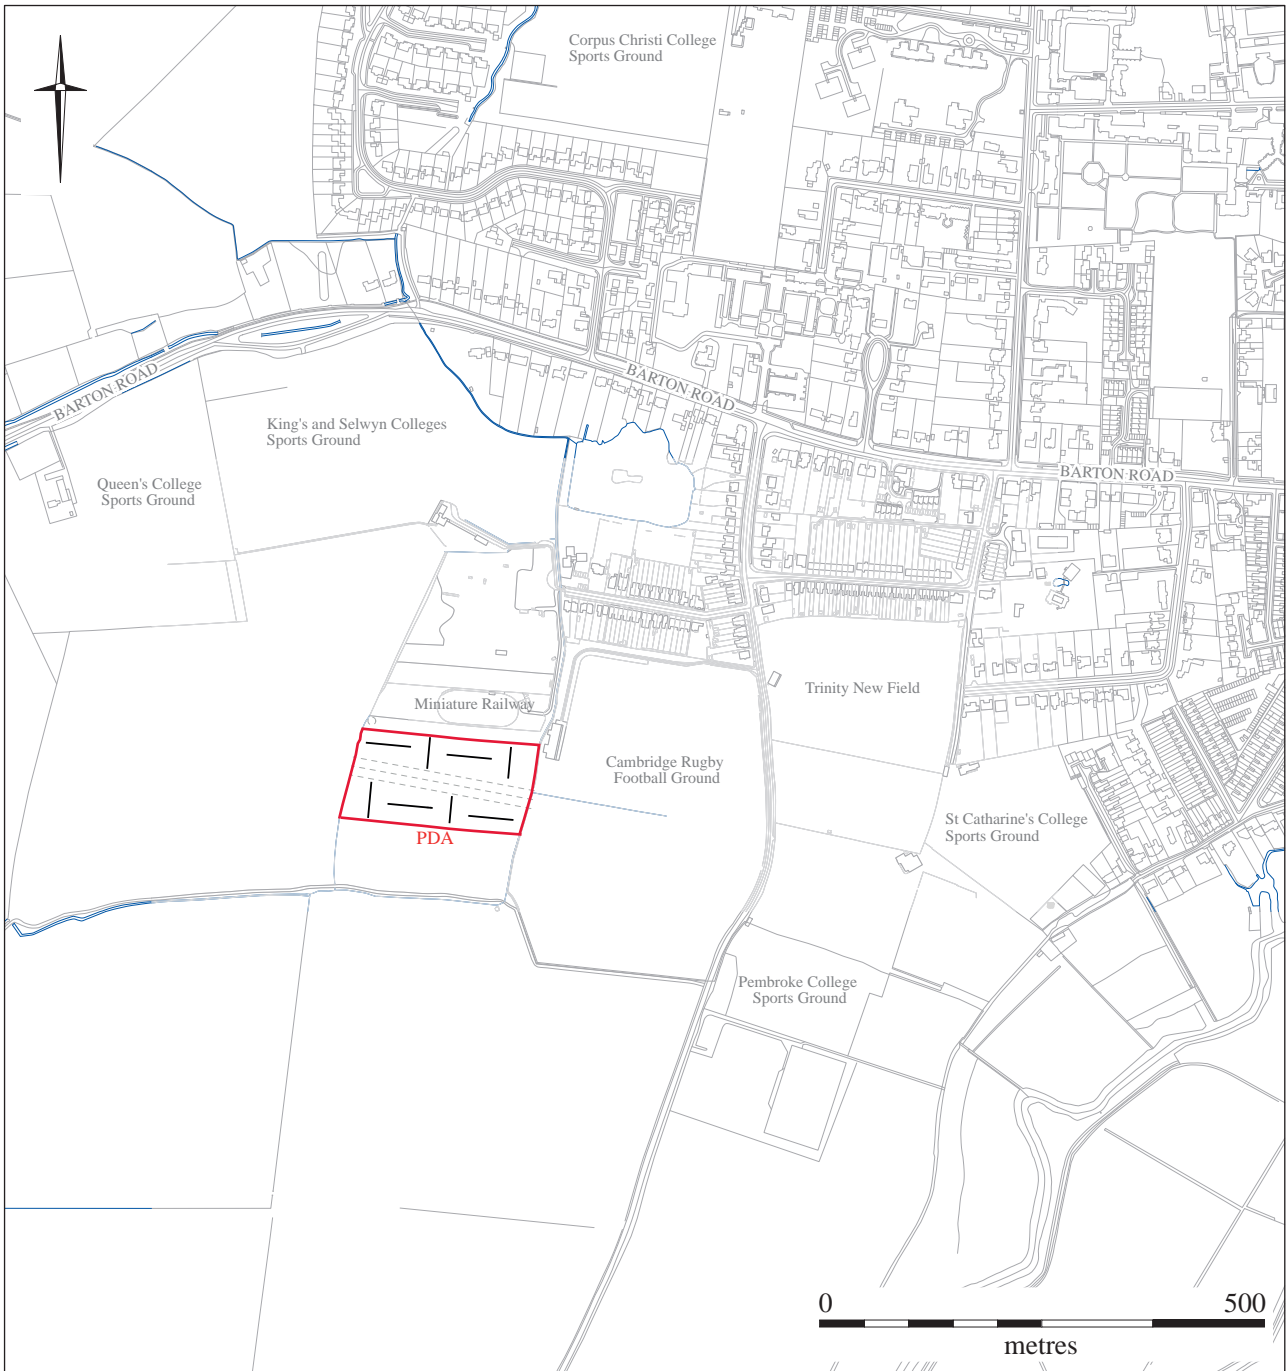 Corpus Christi College
Sports Ground
BARTON ROAD
BARTON ROAD
King's and Selwyn Colleges
Sports Ground
BARTON ROAD
Queen's College
Sports Ground
Trinity New Field
Miniature Railway
Cambridge Rugby
Football Ground
St Catharine's College
Sports Ground
PDA
Pembroke College
Sports Ground
0 500
metres